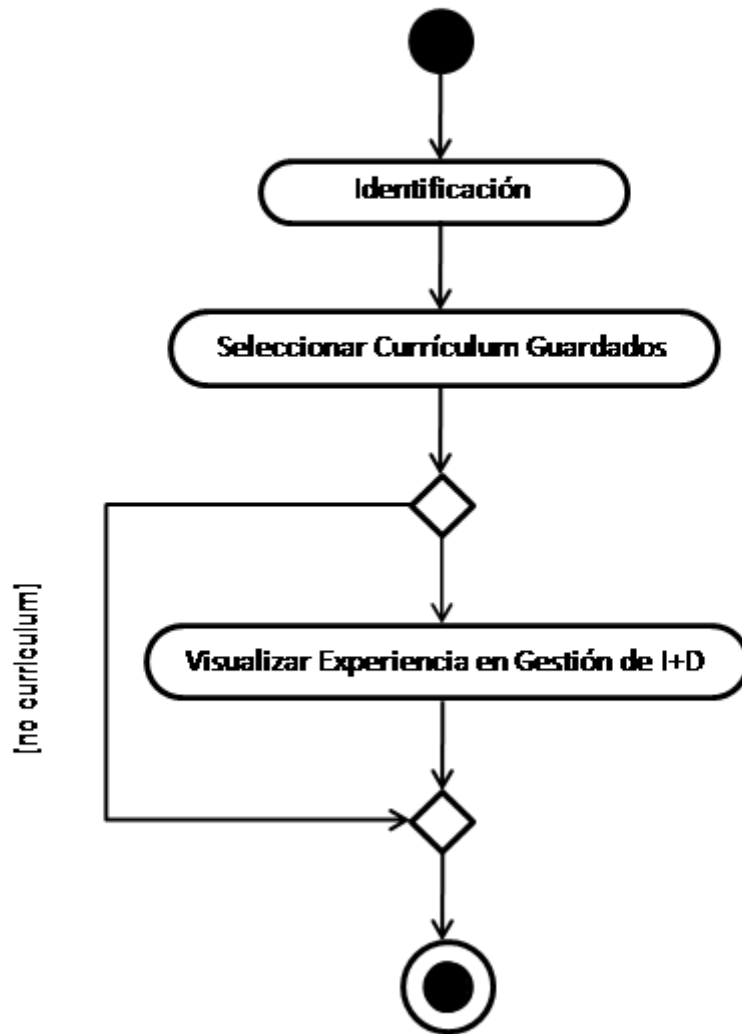 Identificación
Seleccionar Currículum Guardados
[no curriculum]
Visualizar Experiencia en Gestión de I+D